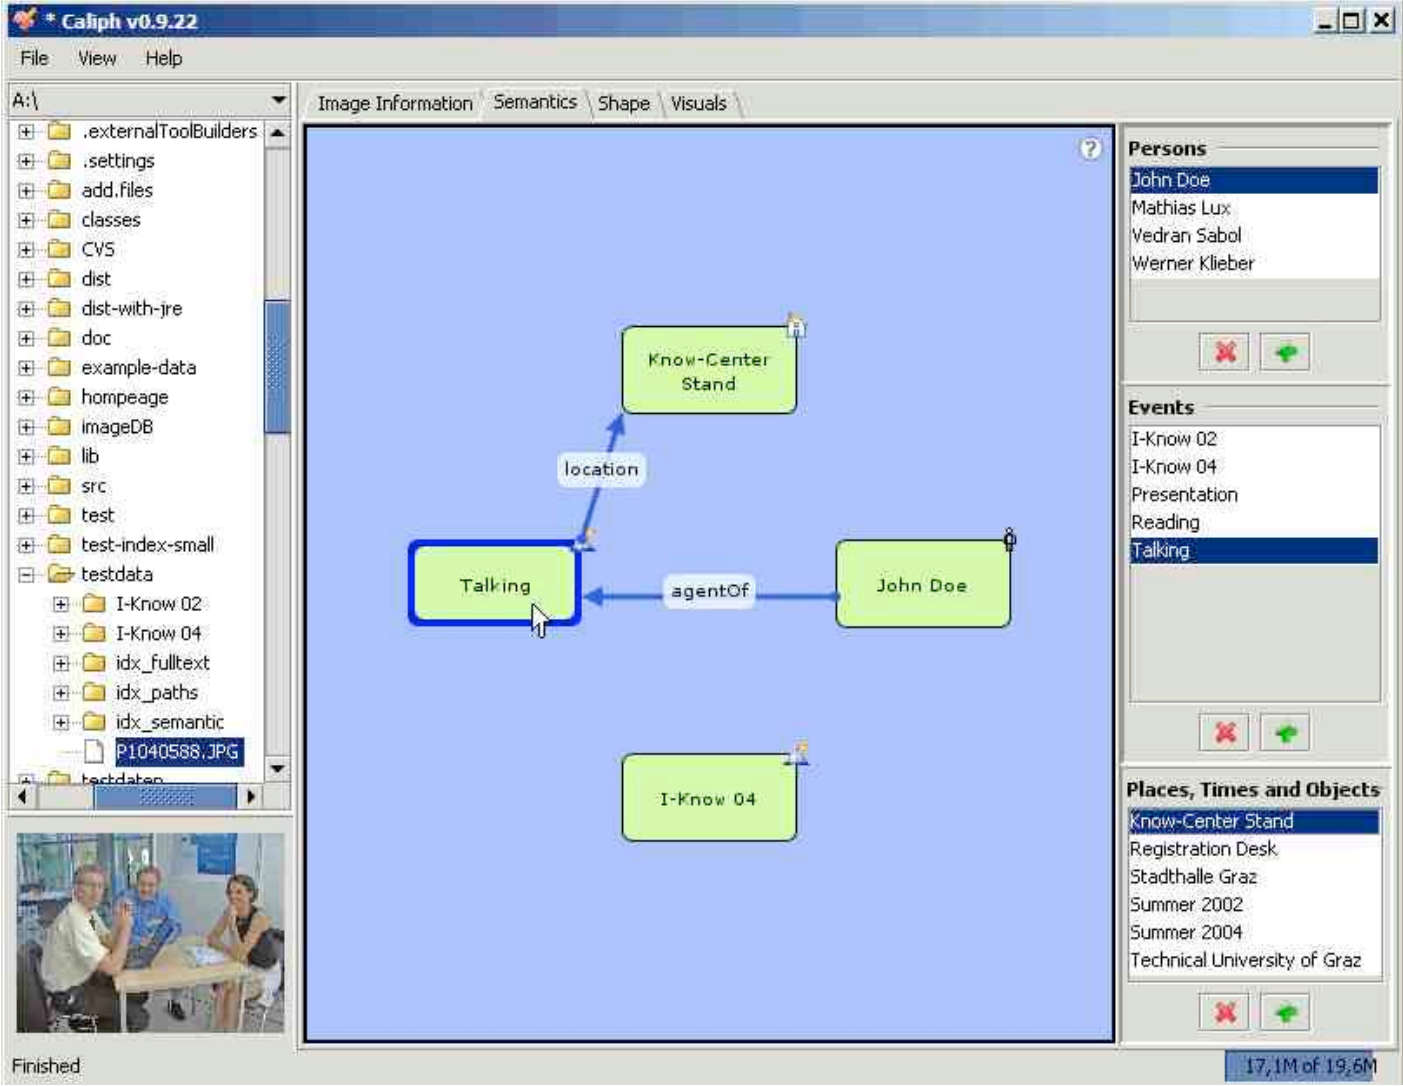 * Caliph v0.9.22
File View Help
A:\
.externalToolBuilders
.settings
add.files
classes
CVS
dist
dist-with-jre
doc
example-data
hompeage
imageDB
lib
src
test
test-index-small
testdata
I-Know 02
I-Know 04
idx_fulltext
idx_paths
idx_semantic
P1040588.JPG
testdaten
Image Information Semantics Shape Visuals
?
Know-Center
Stand
location
Talking
agentOf
John Doe
I-Know 04
Persons
John Doe
Mathias Lux
Vedran Sabol
Werner Klieber
Events
I-Know 02
I-Know 04
Presentation
Reading
Talking
Places, Times and Objects
Know-Center Stand
Registration Desk
Stadthalle Graz
Summer 2002
Summer 2004
Technical University of Graz
Finished
17,1M of 19,6M